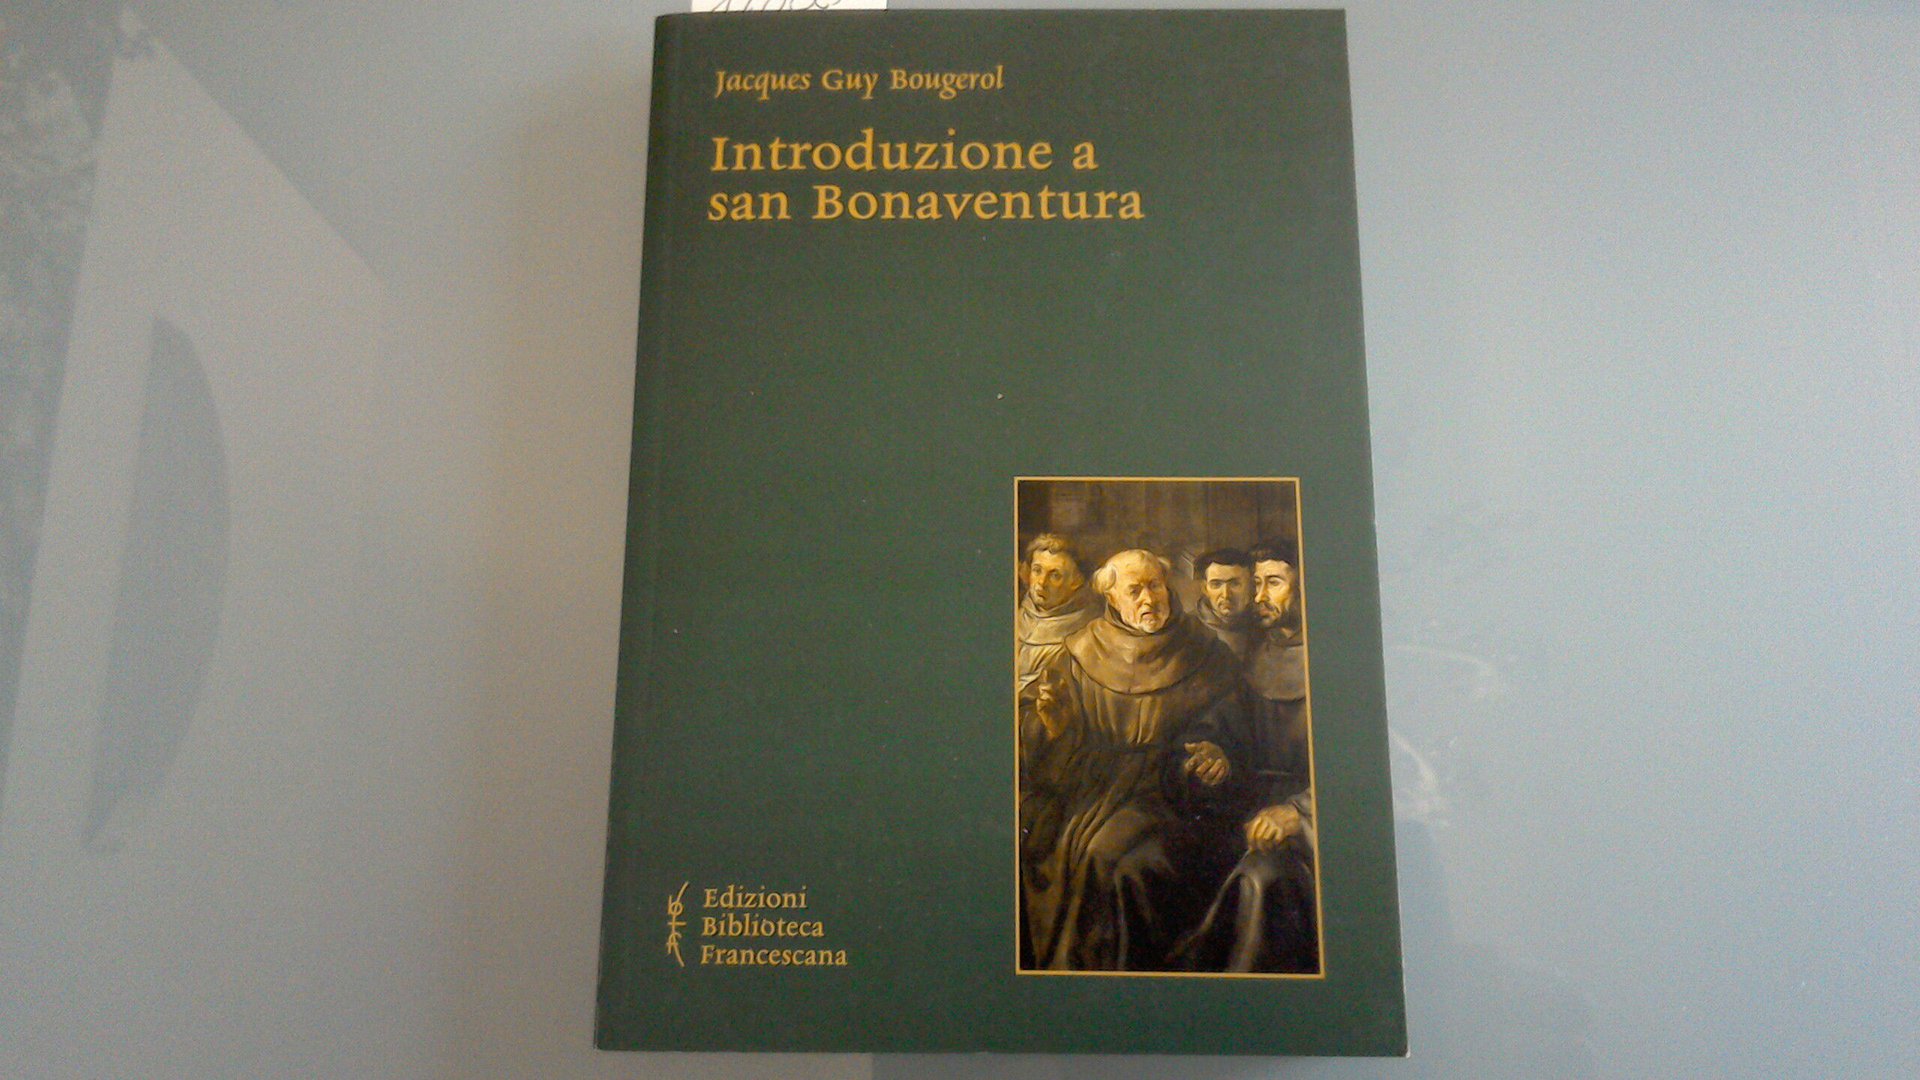 Jacques Guy Bougerol
Introduzione a
san Bonaventura
Edizioni
Biblioteca
Francescana